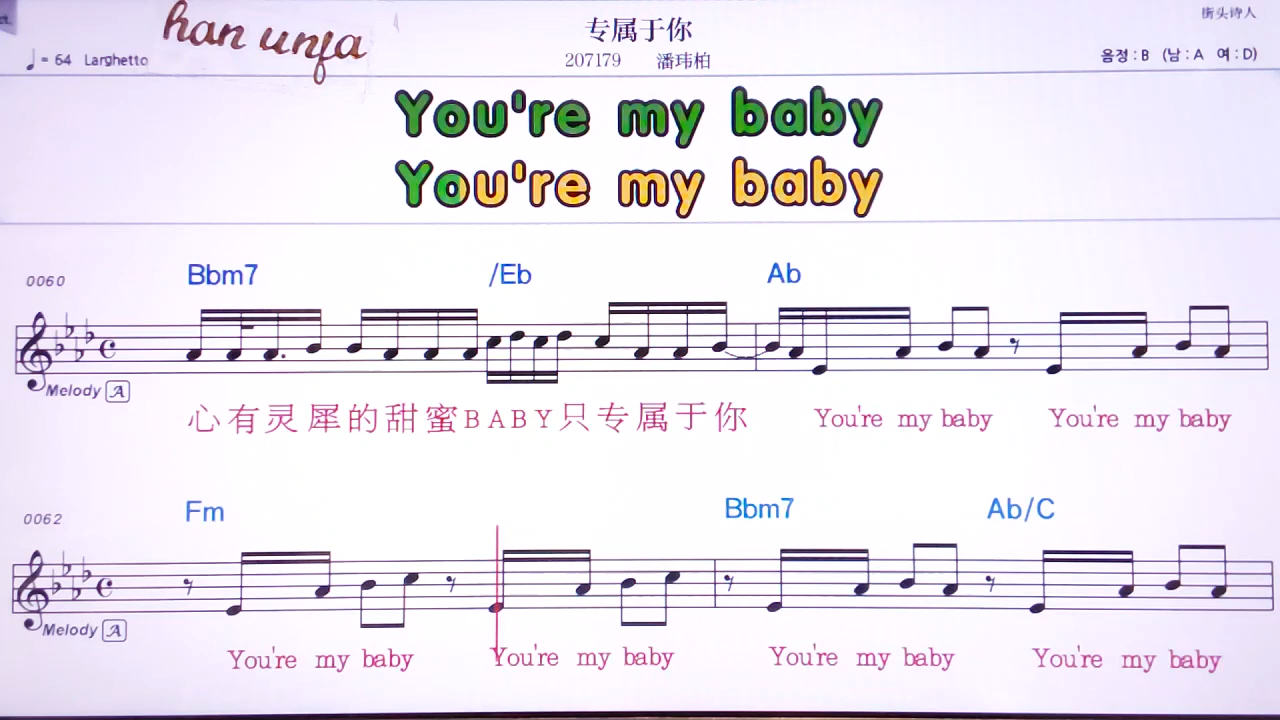 han unfa
专属于你
街头诗人
♩= 64 Larghetto
207179 潘玮柏
음정 : B (남 : A 여 : D)
You're my baby
You're my baby
0060
Bbm7 /Eb Ab
Melody A
心有灵犀的甜蜜BABY只专属于你 You're my baby You're my baby
0062
Fm Bbm7 Ab/C
Melody A
You're my baby You're my baby You're my baby You're my baby